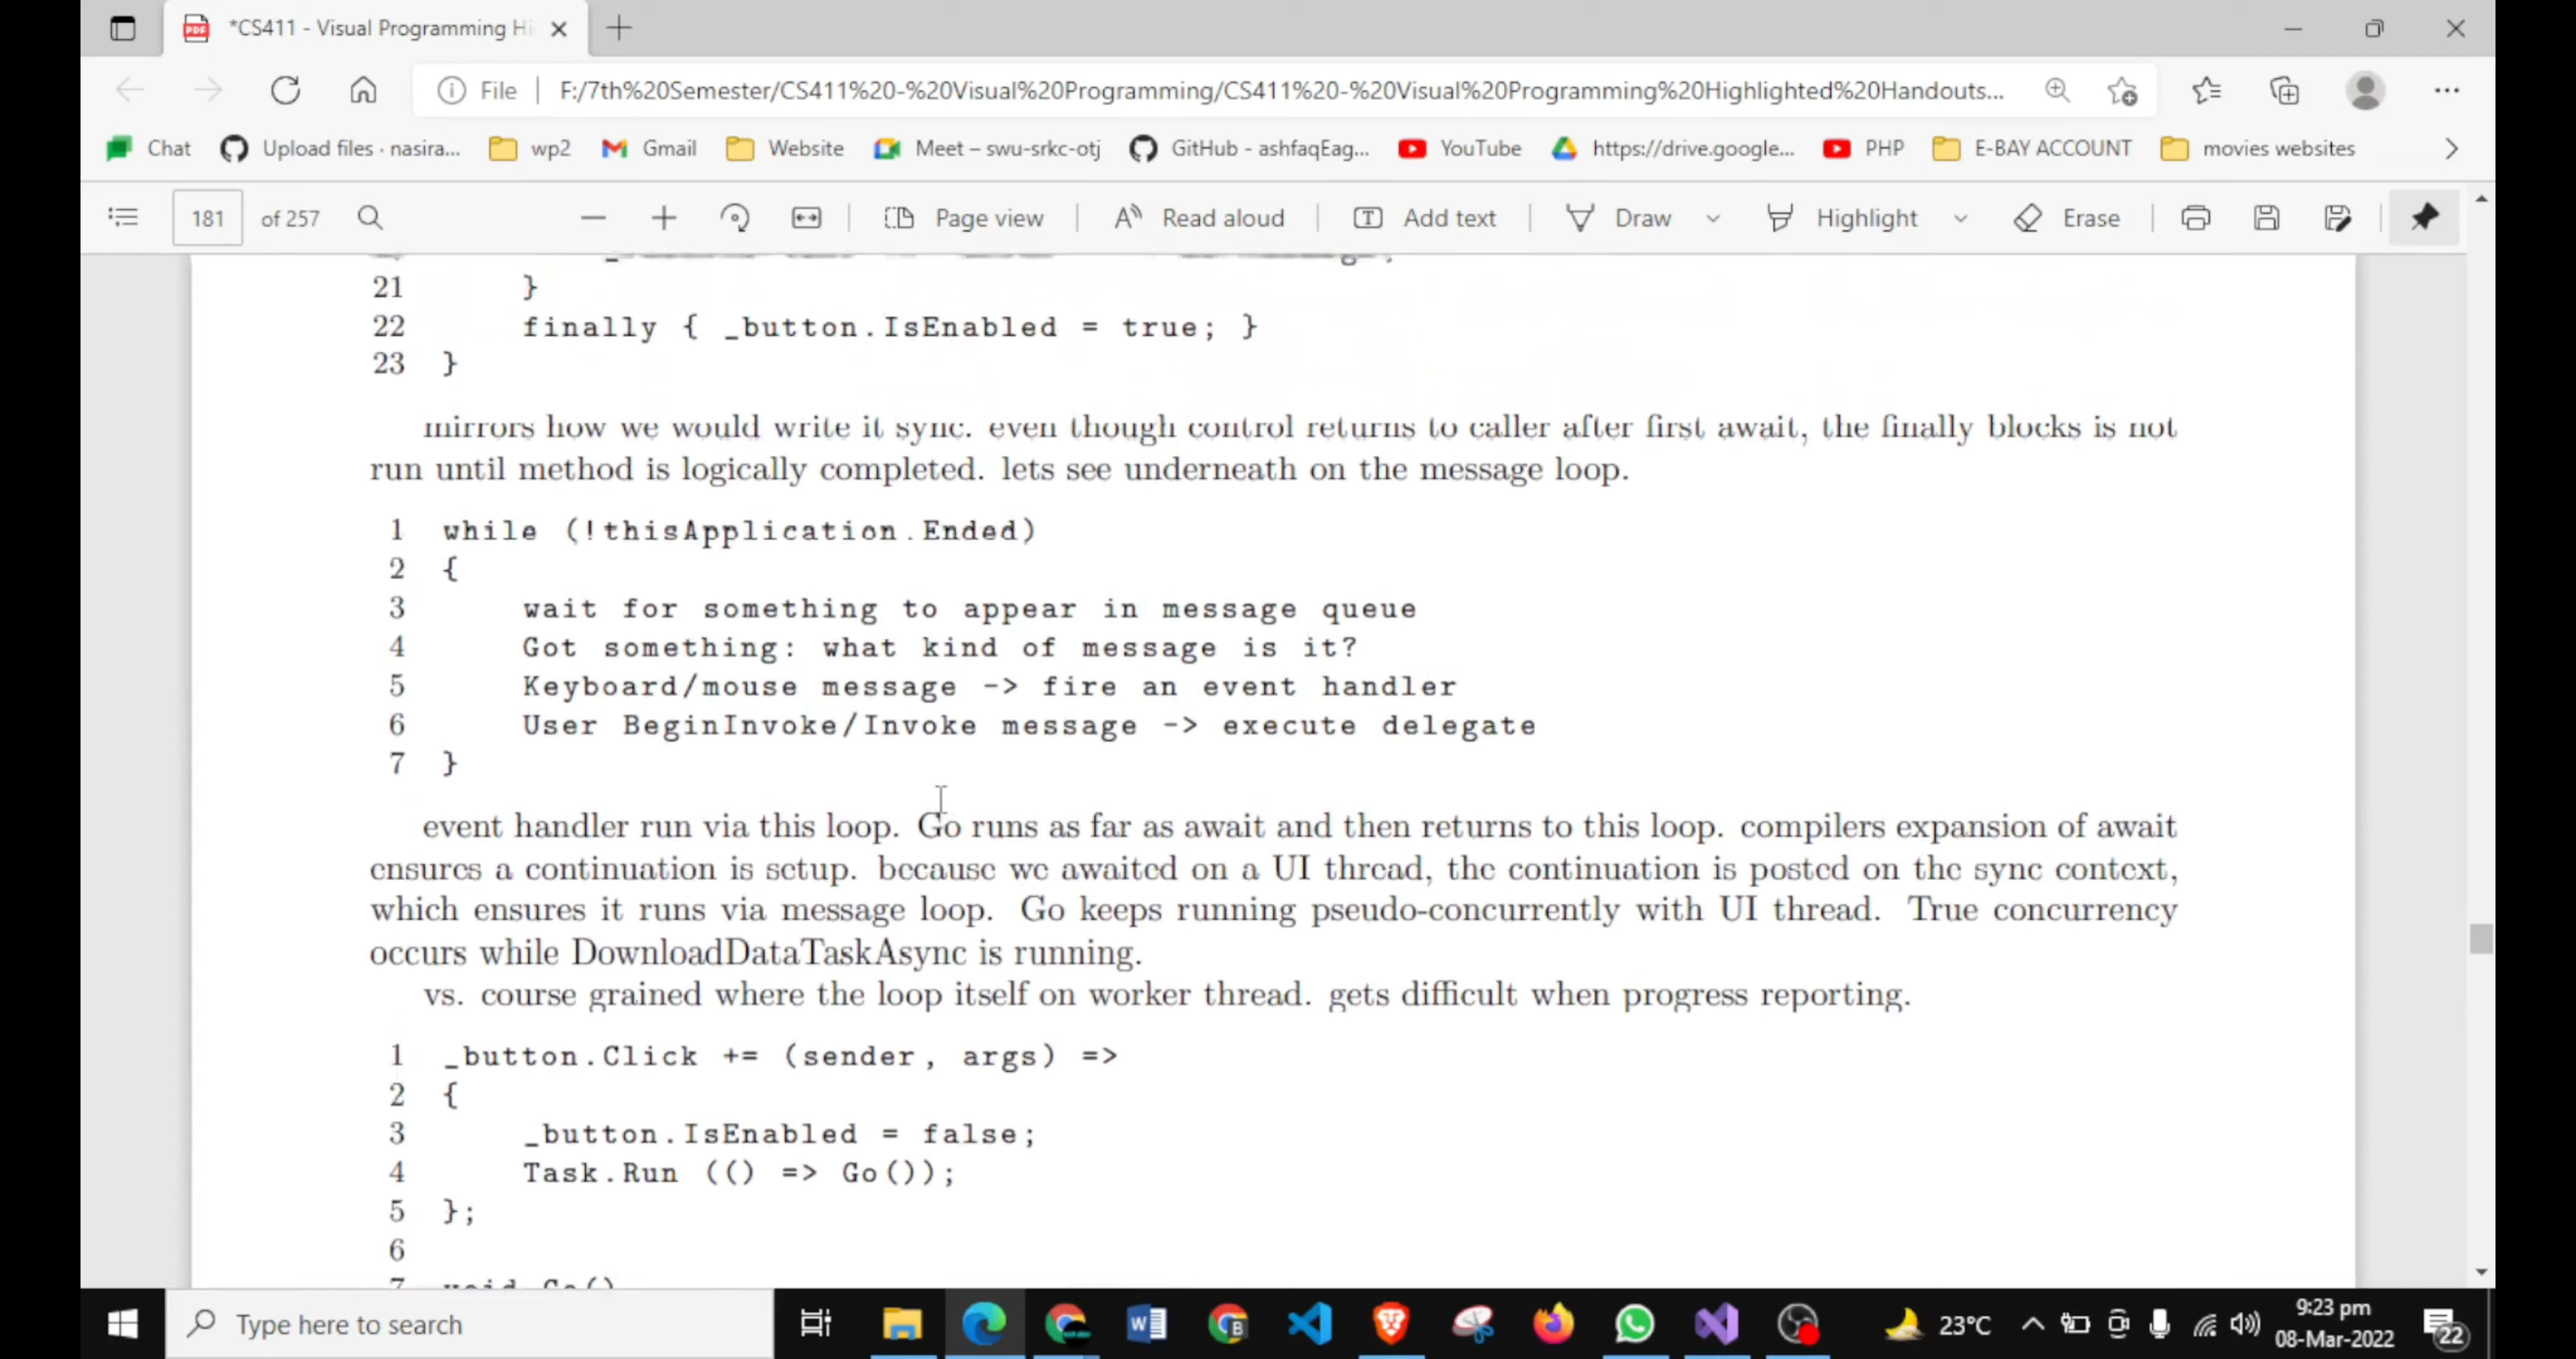 *CS411 - Visual Programming Hi
File F:/7th%20Semester/CS411%20-%20Visual%20Programming/CS411%20-%20Visual%20Programming%20Highlighted%20Handouts...
Chat Upload files · nasira... wp2 Gmail Website Meet – swu-srkc-otj GitHub - ashfaqEag... YouTube https://drive.google... PHP E-BAY ACCOUNT movies websites
181 of 257 Page view Read aloud Add text Draw Highlight Erase
21 }
22 finally { _button.IsEnabled = true; }
23 }
mirrors how we would write it sync. even though control returns to caller after first await, the finally blocks is not
run until method is logically completed. lets see underneath on the message loop.
1 while (!thisApplication.Ended)
2 {
3 wait for something to appear in message queue
4 Got something: what kind of message is it?
5 Keyboard/mouse message -> fire an event handler
6 User BeginInvoke/Invoke message -> execute delegate
7 }
event handler run via this loop. Go runs as far as await and then returns to this loop. compilers expansion of await
ensures a continuation is setup. because we awaited on a UI thread, the continuation is posted on the sync context,
which ensures it runs via message loop. Go keeps running pseudo-concurrently with UI thread. True concurrency
occurs while DownloadDataTaskAsync is running.
vs. course grained where the loop itself on worker thread. gets difficult when progress reporting.
1 _button.Click += (sender, args) =>
2 {
3 _button.IsEnabled = false;
4 Task.Run (() => Go());
5 };
6
7 void Go()
Type here to search 23°C 9:23 pm
08-Mar-2022 22